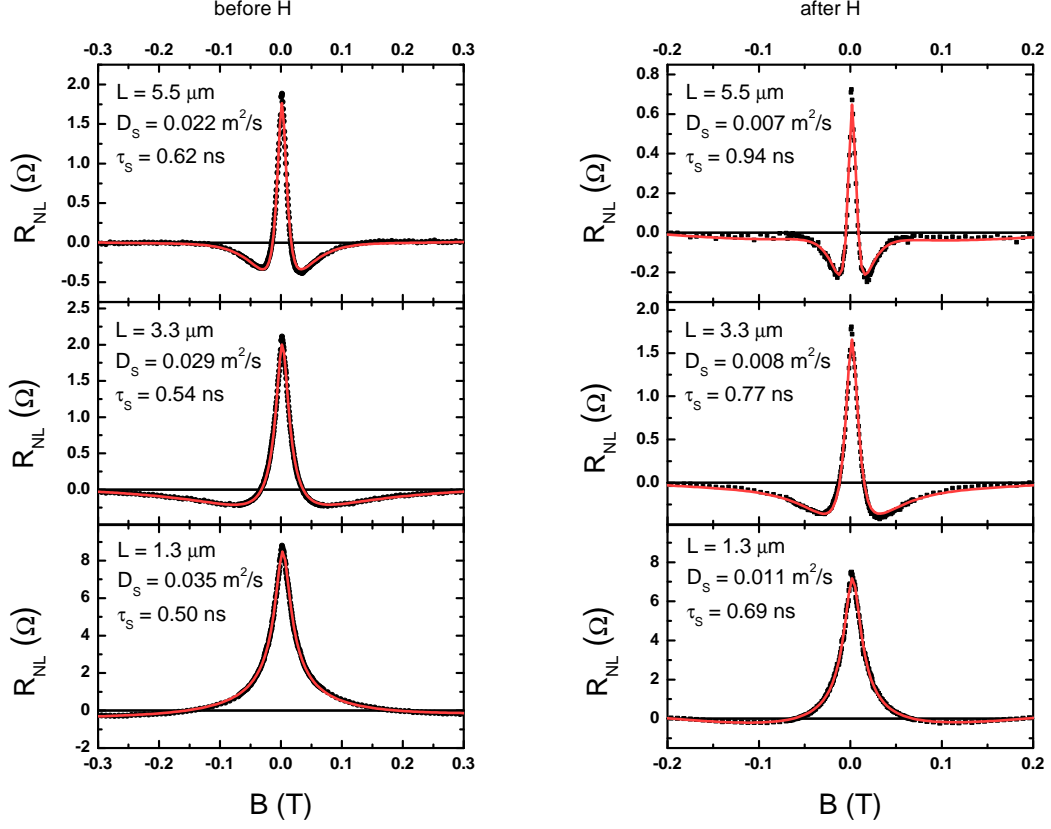 before H
-0.3 -0.2 -0.1 0.0 0.1 0.2 0.3
2.0
1.5
1.0
0.5
0.0
-0.5
R_NL (Ω)
L = 5.5 μm
D_S = 0.022 m²/s
τ_S = 0.62 ns
2.5
2.0
1.5
1.0
0.5
0.0
R_NL (Ω)
L = 3.3 μm
D_S = 0.029 m²/s
τ_S = 0.54 ns
8
6
4
2
0
-2
R_NL (Ω)
L = 1.3 μm
D_S = 0.035 m²/s
τ_S = 0.50 ns
-0.3 -0.2 -0.1 0.0 0.1 0.2 0.3
B (T)
after H
-0.2 -0.1 0.0 0.1 0.2
0.8
0.6
0.4
0.2
0.0
-0.2
R_NL (Ω)
L = 5.5 μm
D_S = 0.007 m²/s
τ_S = 0.94 ns
2.0
1.5
1.0
0.5
0.0
R_NL (Ω)
L = 3.3 μm
D_S = 0.008 m²/s
τ_S = 0.77 ns
8
6
4
2
0
R_NL (Ω)
L = 1.3 μm
D_S = 0.011 m²/s
τ_S = 0.69 ns
-0.2 -0.1 0.0 0.1 0.2
B (T)